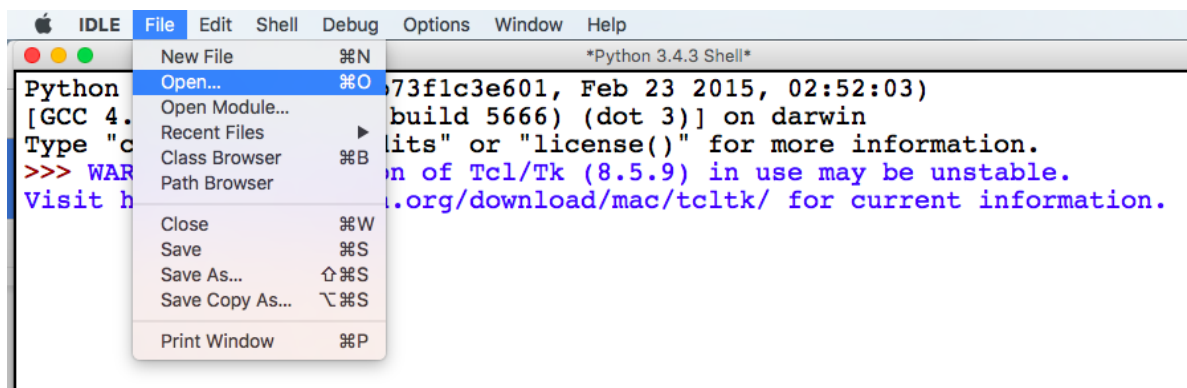 IDLE File Edit Shell Debug Options Window Help
*Python 3.4.3 Shell*
New File ⌘N
Open... ⌘O
Open Module...
Recent Files ▶
Class Browser ⌘B
Path Browser
Close ⌘W
Save ⌘S
Save As... ⇧⌘S
Save Copy As... ⌥⌘S
Print Window ⌘P
Python 73f1c3e601, Feb 23 2015, 02:52:03)
[GCC 4. build 5666) (dot 3)] on darwin
Type "c lits" or "license()" for more information.
>>> WAR n of Tcl/Tk (8.5.9) in use may be unstable.
Visit h .org/download/mac/tcltk/ for current information.